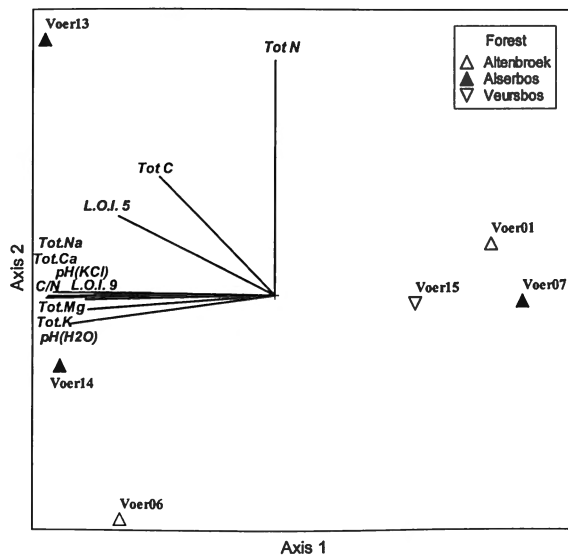 Voer13
Tot N
Forest
Altenbroek
Alserbos
Veursbos
Tot C
L.O.I. 5
Tot.Na
Tot.Ca
pH(KCl)
C/N L.O.I. 9
Tot.Mg
Tot.K
pH(H2O)
Voer01
Voer15 Voer07
Voer14
Voer06
Axis 2
Axis 1